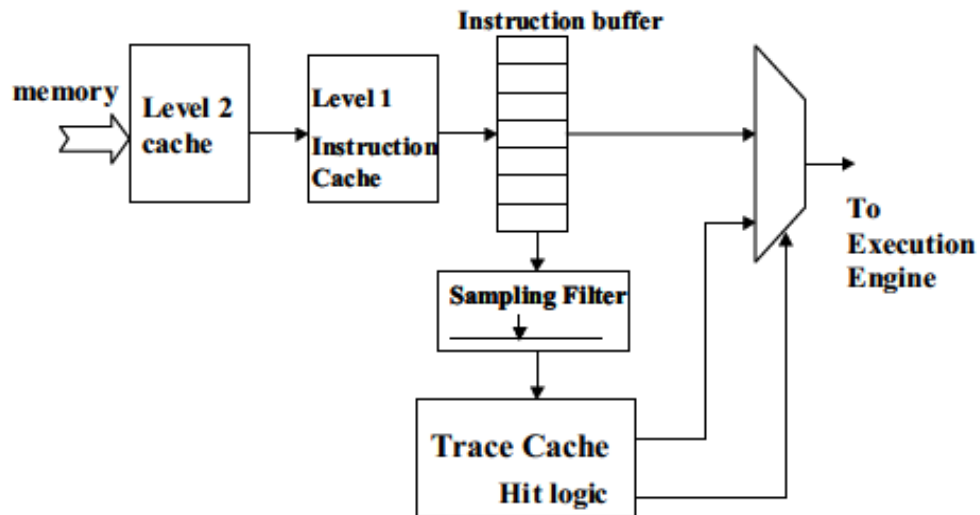 Instruction buffer
memory
Level 2
cache
Level 1
Instruction
Cache
To
Execution
Engine
Sampling Filter
Trace Cache
Hit logic